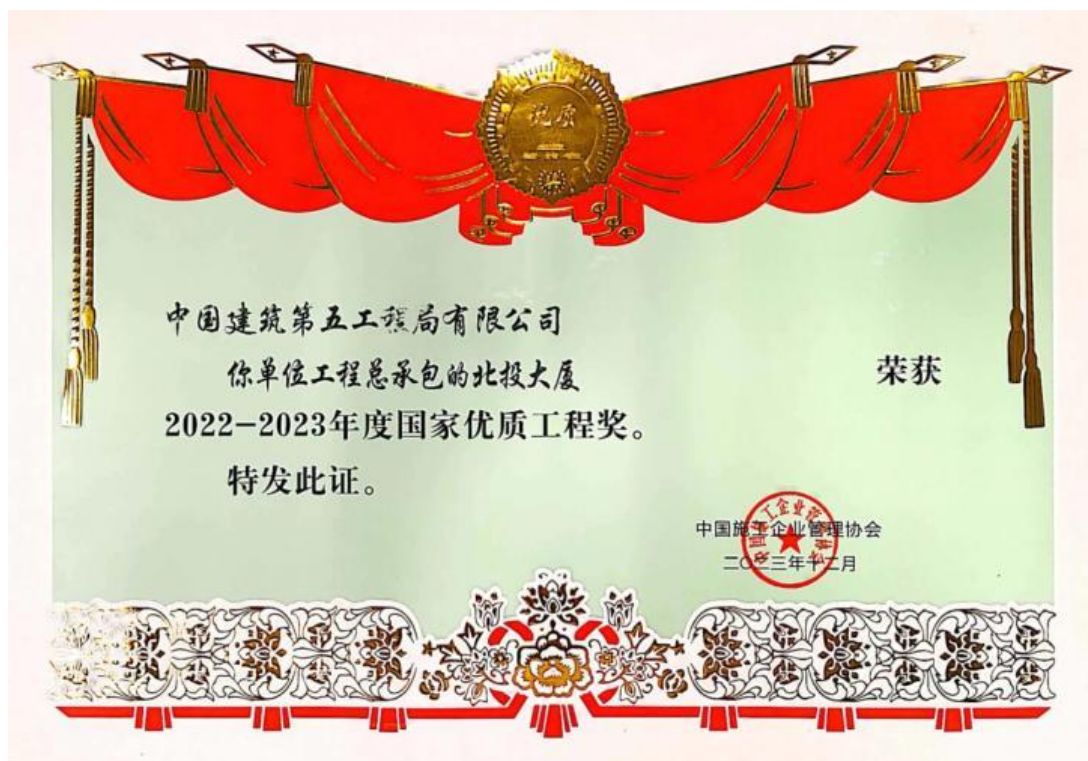 中国建筑第五工程局有限公司
你单位工程总承包的北投大厦 荣获
2022-2023年度国家优质工程奖。
特发此证。
中国施工企业管理协会
二〇二三年十二月